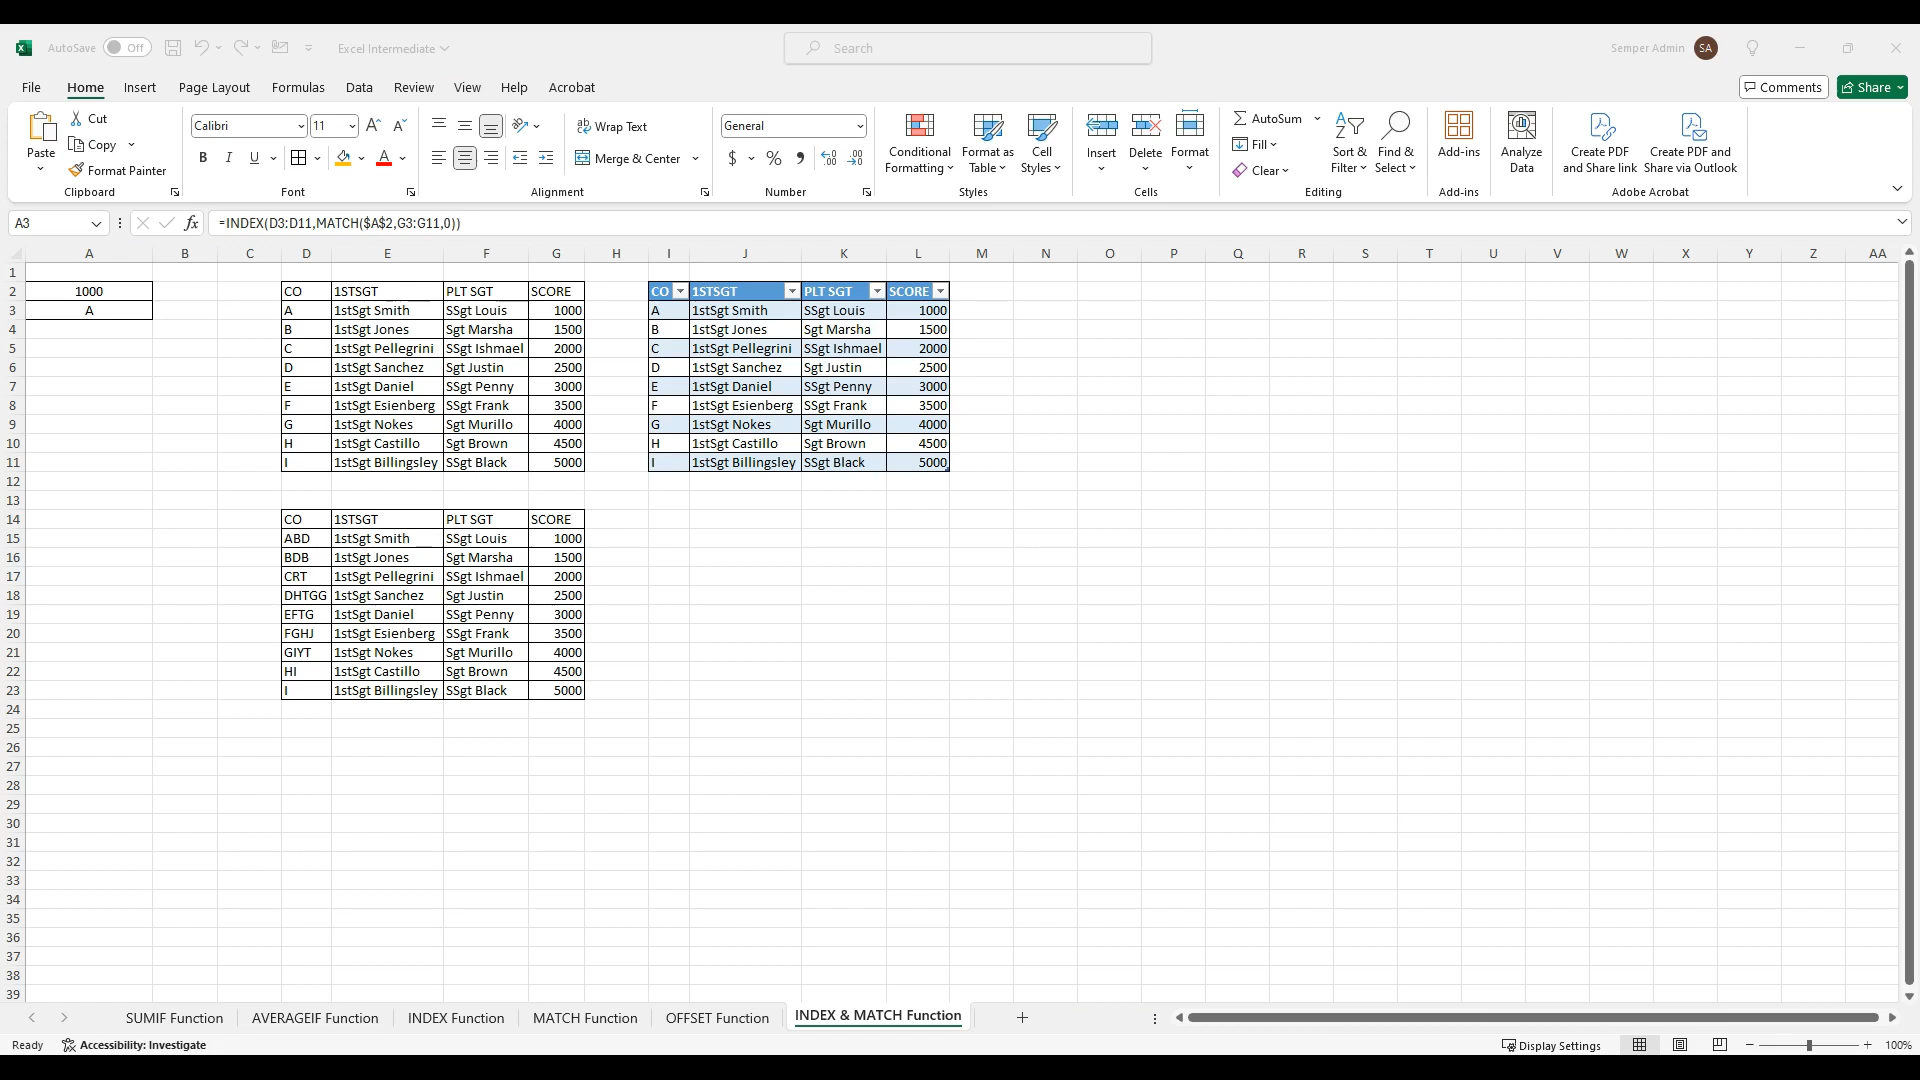 AutoSave Off Excel Intermediate Search Semper Admin SA
File Home Insert Page Layout Formulas Data Review View Help Acrobat Comments Share
Paste Cut Copy Format Painter Clipboard
Calibri 11 B I U A Font
Wrap Text Merge & Center Alignment
General $ % , Number
Conditional Formatting Format as Table Cell Styles Styles
Insert Delete Format Cells
AutoSum Fill Clear Sort & Filter Find & Select Editing
Add-ins Add-ins
Analyze Data
Create PDF and Share link Create PDF and Share via Outlook Adobe Acrobat
A3 fx =INDEX(D3:D11,MATCH($A$2,G3:G11,0))
A B C D E F G H I J K L M N O P Q R S T U V W X Y Z AA
1
2 1000 CO 1STSGT PLT SGT SCORE CO 1STSGT PLT SGT SCORE
3 A A 1stSgt Smith SSgt Louis 1000 A 1stSgt Smith SSgt Louis 1000
4 B 1stSgt Jones Sgt Marsha 1500 B 1stSgt Jones Sgt Marsha 1500
5 C 1stSgt Pellegrini SSgt Ishmael 2000 C 1stSgt Pellegrini SSgt Ishmael 2000
6 D 1stSgt Sanchez Sgt Justin 2500 D 1stSgt Sanchez Sgt Justin 2500
7 E 1stSgt Daniel SSgt Penny 3000 E 1stSgt Daniel SSgt Penny 3000
8 F 1stSgt Esienberg SSgt Frank 3500 F 1stSgt Esienberg SSgt Frank 3500
9 G 1stSgt Nokes Sgt Murillo 4000 G 1stSgt Nokes Sgt Murillo 4000
10 H 1stSgt Castillo Sgt Brown 4500 H 1stSgt Castillo Sgt Brown 4500
11 I 1stSgt Billingsley SSgt Black 5000 I 1stSgt Billingsley SSgt Black 5000
12
13
14 CO 1STSGT PLT SGT SCORE
15 ABD 1stSgt Smith SSgt Louis 1000
16 BDB 1stSgt Jones Sgt Marsha 1500
17 CRT 1stSgt Pellegrini SSgt Ishmael 2000
18 DHTGG 1stSgt Sanchez Sgt Justin 2500
19 EFTG 1stSgt Daniel SSgt Penny 3000
20 FGHJ 1stSgt Esienberg SSgt Frank 3500
21 GIYT 1stSgt Nokes Sgt Murillo 4000
22 HI 1stSgt Castillo Sgt Brown 4500
23 I 1stSgt Billingsley SSgt Black 5000
24
25
26
27
28
29
30
31
32
33
34
35
36
37
38
39
SUMIF Function AVERAGEIF Function INDEX Function MATCH Function OFFSET Function INDEX & MATCH Function
Ready Accessibility: Investigate Display Settings 100%